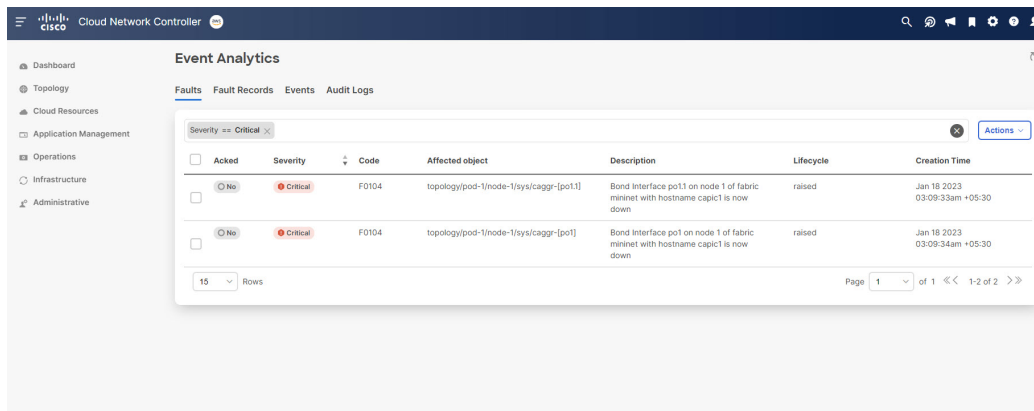 CISCO Cloud Network Controller aws
Dashboard
Topology
Cloud Resources
Application Management
Operations
Infrastructure
Administrative
Event Analytics
Faults Fault Records Events Audit Logs
Severity == Critical
Actions
Acked Severity Code Affected object Description Lifecycle Creation Time
No Critical F0104 topology/pod-1/node-1/sys/caggr-[po1.1] Bond Interface po1.1 on node 1 of fabric raised Jan 18 2023
mininet with hostname capic1 is now 03:09:33am +05:30
down
No Critical F0104 topology/pod-1/node-1/sys/caggr-[po1] Bond Interface po1 on node 1 of fabric raised Jan 18 2023
mininet with hostname capic1 is now 03:09:34am +05:30
down
15 Rows Page 1 of 1 1-2 of 2